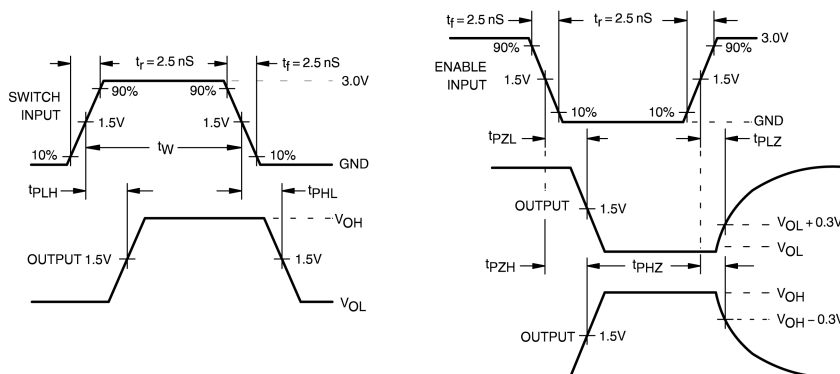 tr = 2.5 nS
tf = 2.5 nS
3.0V
SWITCH
INPUT
90%
90%
1.5V
1.5V
tW
10%
10%
GND
tPLH
tPHL
VOH
OUTPUT 1.5V
1.5V
VOL
tf = 2.5 nS
tr = 2.5 nS
90%
90%
3.0V
ENABLE
INPUT
1.5V
1.5V
10%
10%
GND
tPZL
tPLZ
OUTPUT
1.5V
VOL + 0.3V
VOL
tPZH
tPHZ
VOH
VOH − 0.3V
OUTPUT
1.5V